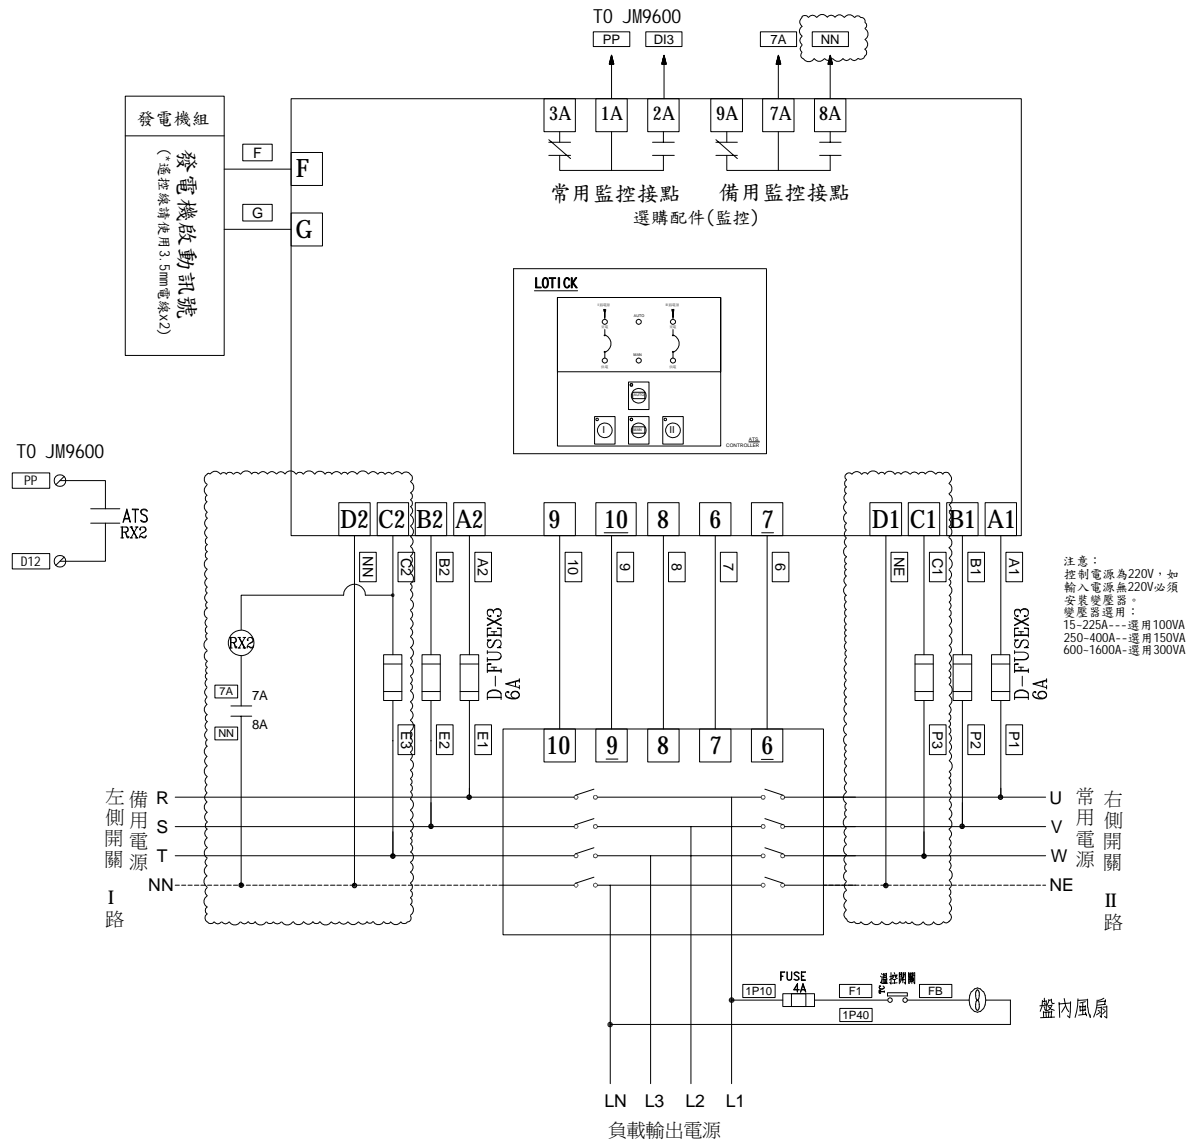 TO JM9600
PP
DI3
7A
NN
3A
1A
2A
9A
7A
8A
常用監控接點
備用監控接點
選購配件(監控)
發電機組
發電機啟動訊號
(*遙控線請使用3.5mm電線x2)
F
F
G
G
LOTICK
AUTO
MAN
I
II
ATS
CONTROLLER
TO JM9600
PP
ATS
RX2
D12
D2
C2
B2
A2
9
10
8
6
7
D1
C1
B1
A1
NN
C2
B2
A2
10
9
8
7
6
NE
C1
B1
A1
注意：
控制電源為220V，如
輸入電源無220V必須
安裝變壓器。
變壓器選用：
15-225A---選用100VA
250-400A--選用150VA
600-1600A-選用300VA
RX2
7A
7A
8A
NN
D-FUSEX3
6A
D-FUSEX3
6A
E3
E2
E1
P3
P2
P1
10
9
8
7
6
左側開關 I路
備用電源
R
S
T
NN
U
V
W
NE
常用電源
右側開關 II路
1P10
FUSE
4A
F1
溫控開關
FB
1P40
盤內風扇
LN
L3
L2
L1
負載輸出電源